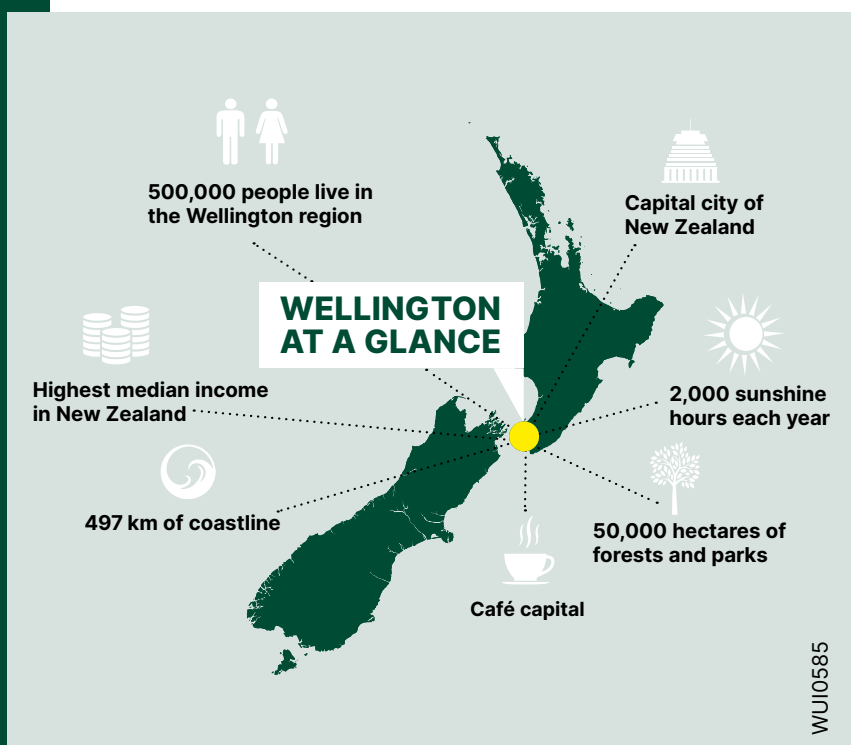 500,000 people live in
the Wellington region
Capital city of
New Zealand
WELLINGTON
AT A GLANCE
Highest median income
in New Zealand
2,000 sunshine
hours each year
497 km of coastline
50,000 hectares of
forests and parks
Café capital
WUI0585